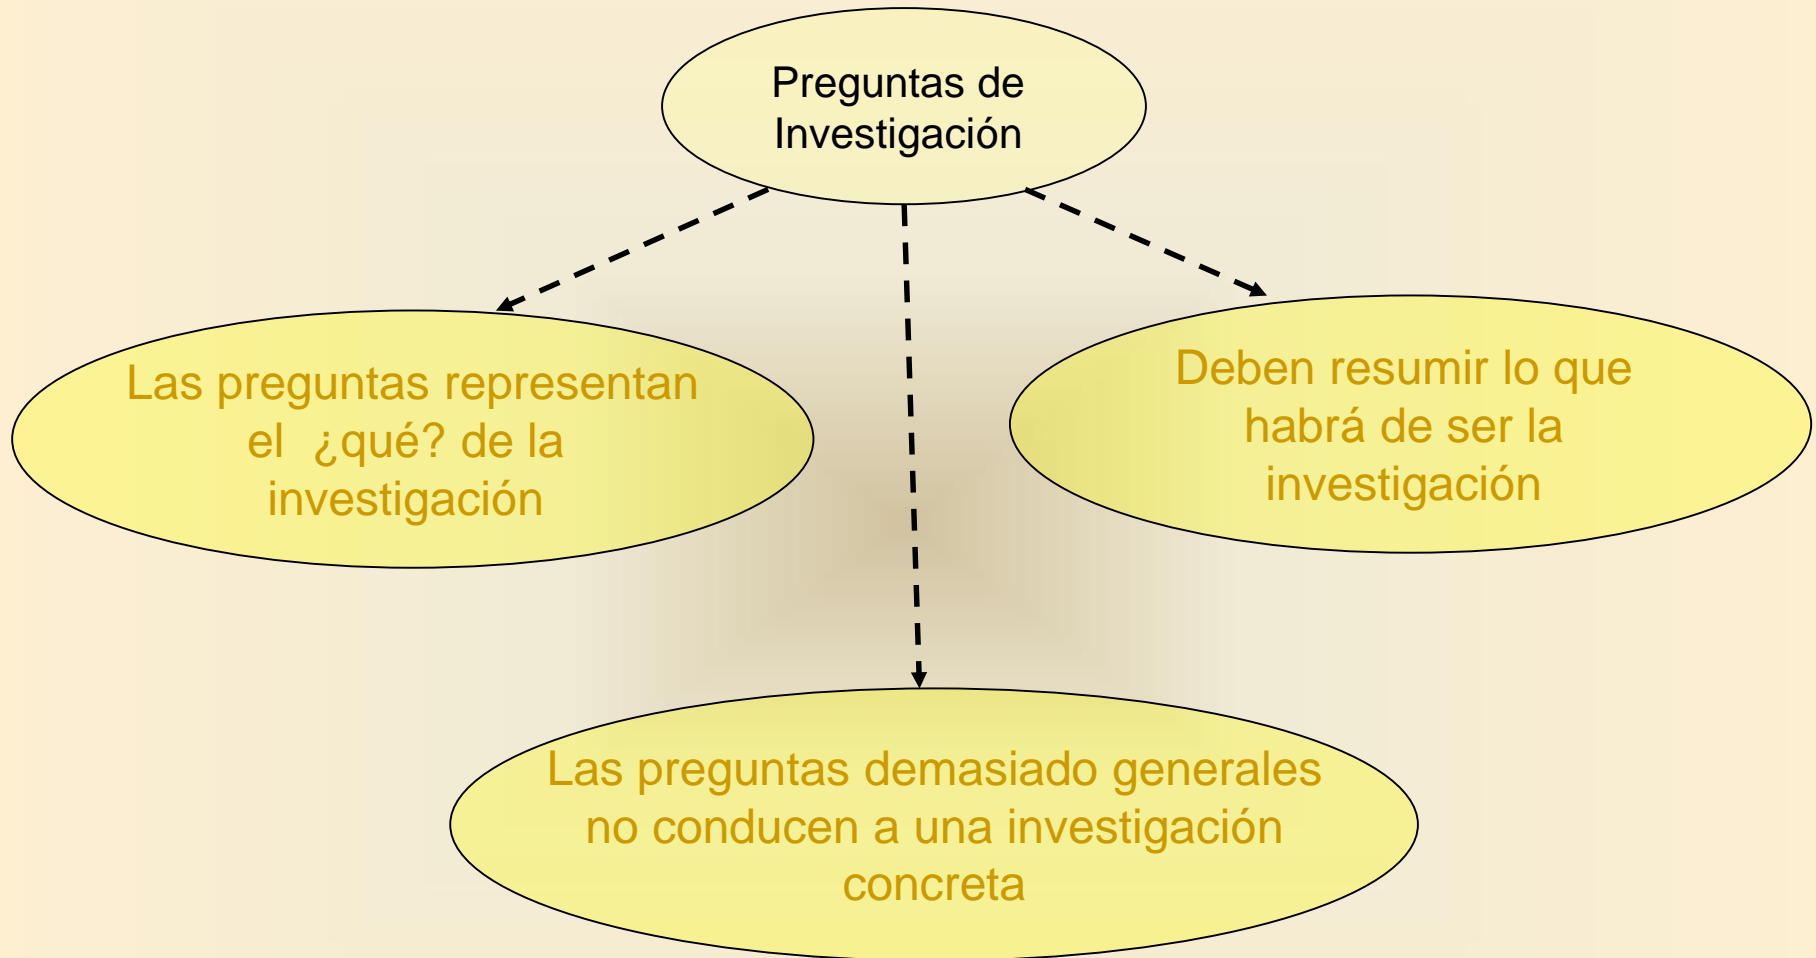 Preguntas de
Investigación
Las preguntas representan
el ¿qué? de la
investigación
Deben resumir lo que
habrá de ser la
investigación
Las preguntas demasiado generales
no conducen a una investigación
concreta